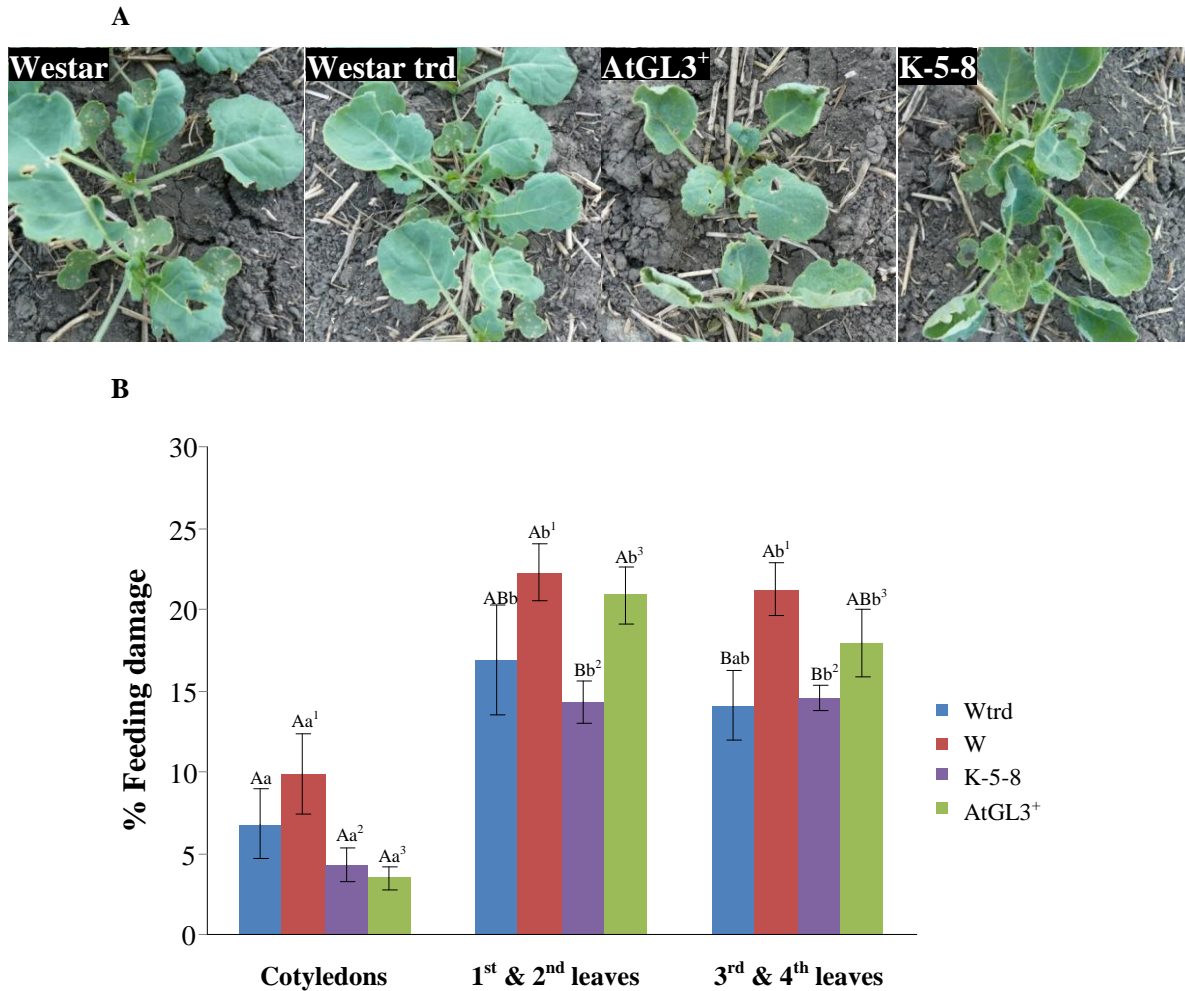 A
Westar
Westar trd
AtGL3⁺
K-5-8
B
% Feeding damage
30
25
20
15
10
5
0
Aa
Aa¹
Aa²
Aa³
ABb
Ab¹
Bb²
Ab³
Bab
Ab¹
Bb²
ABb³
Cotyledons
1ˢᵗ & 2ⁿᵈ leaves
3ʳᵈ & 4ᵗʰ leaves
Wtrd
W
K-5-8
AtGL3⁺